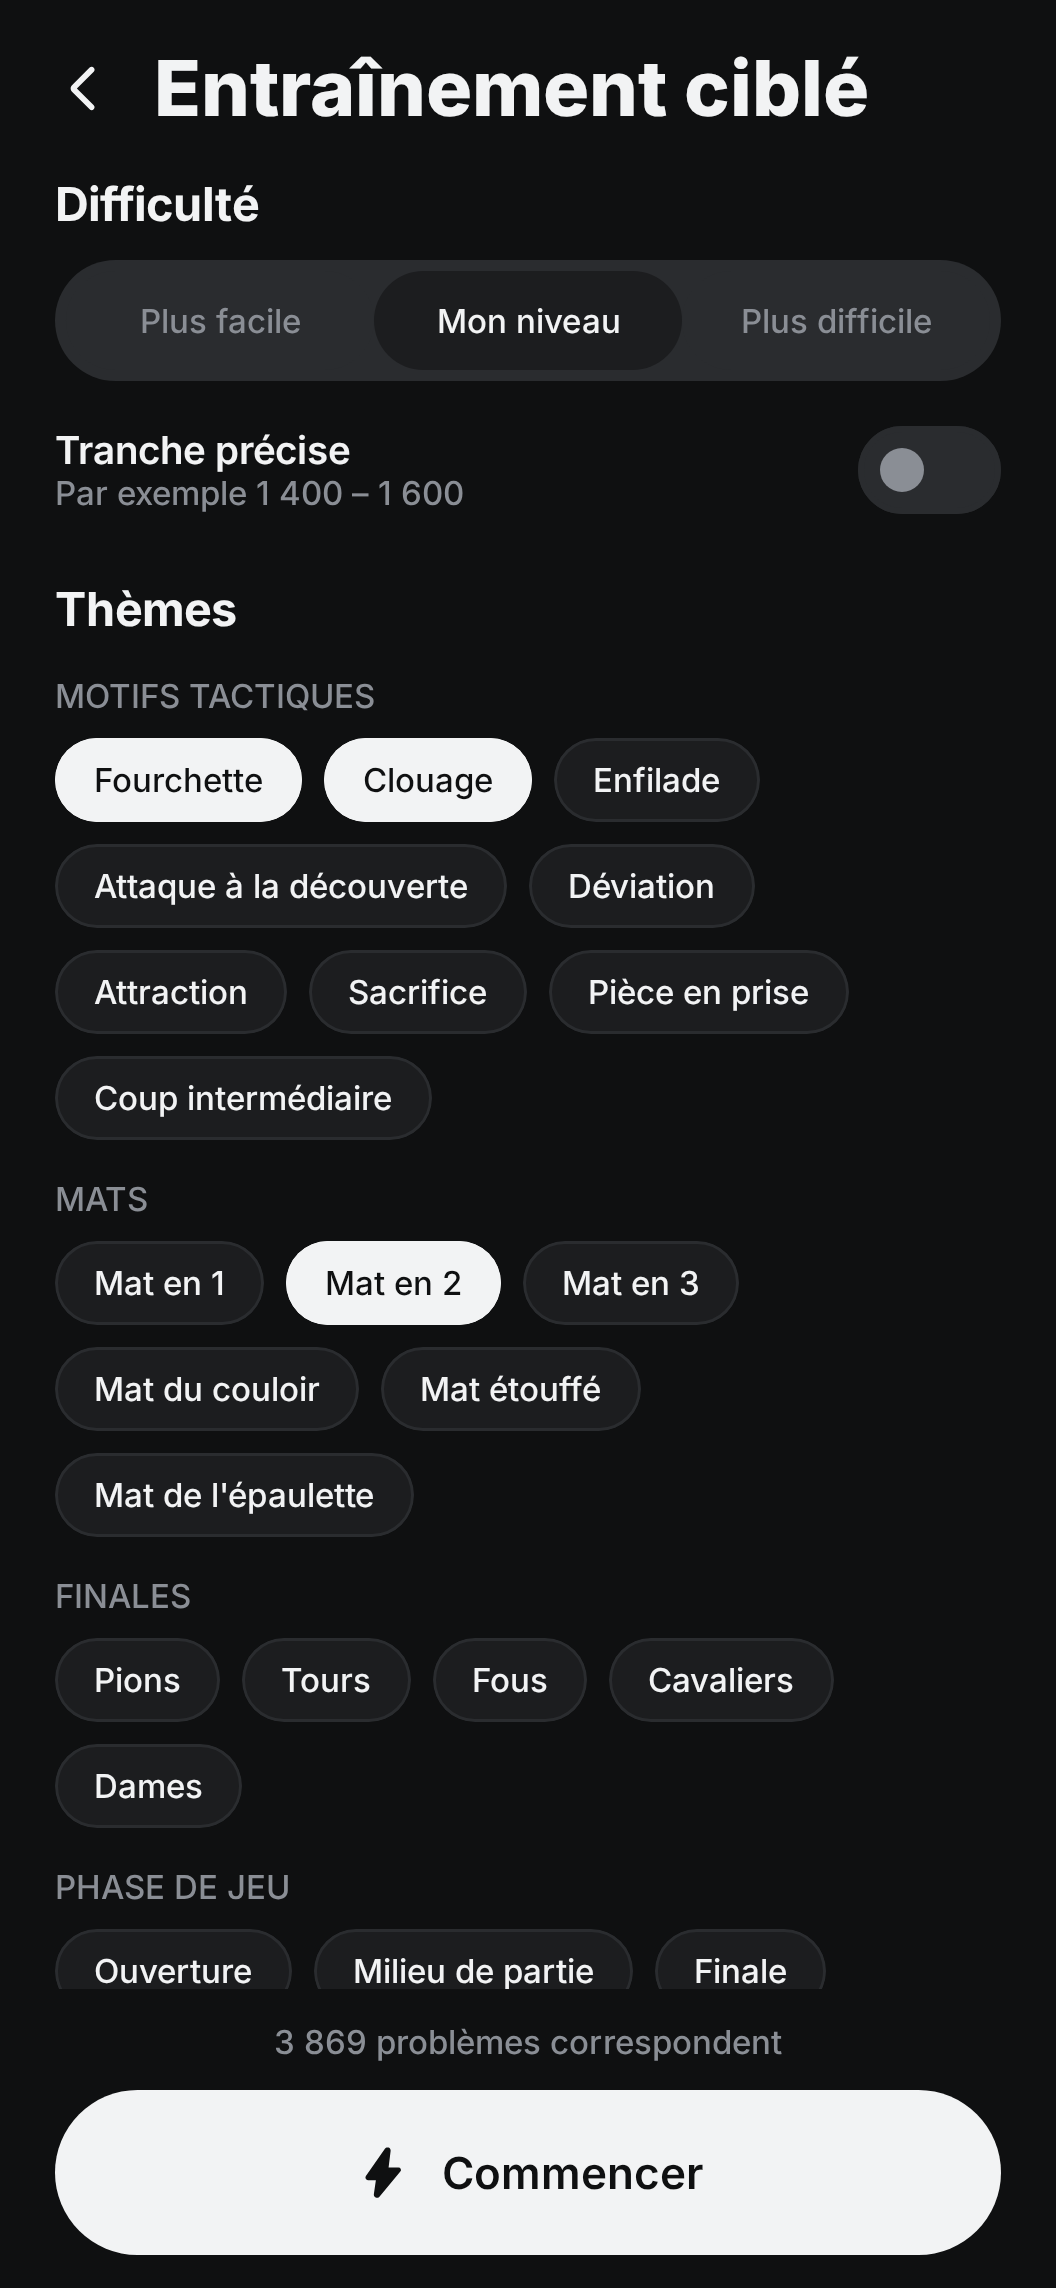 Entraînement ciblé
Difficulté
Plus facile Mon niveau Plus difficile
Tranche précise
Par exemple 1 400 – 1 600
Thèmes
MOTIFS TACTIQUES
Fourchette Clouage Enfilade
Attaque à la découverte Déviation
Attraction Sacrifice Pièce en prise
Coup intermédiaire
MATS
Mat en 1 Mat en 2 Mat en 3
Mat du couloir Mat étouffé
Mat de l'épaulette
FINALES
Pions Tours Fous Cavaliers
Dames
PHASE DE JEU
Ouverture Milieu de partie Finale
3 869 problèmes correspondent
Commencer